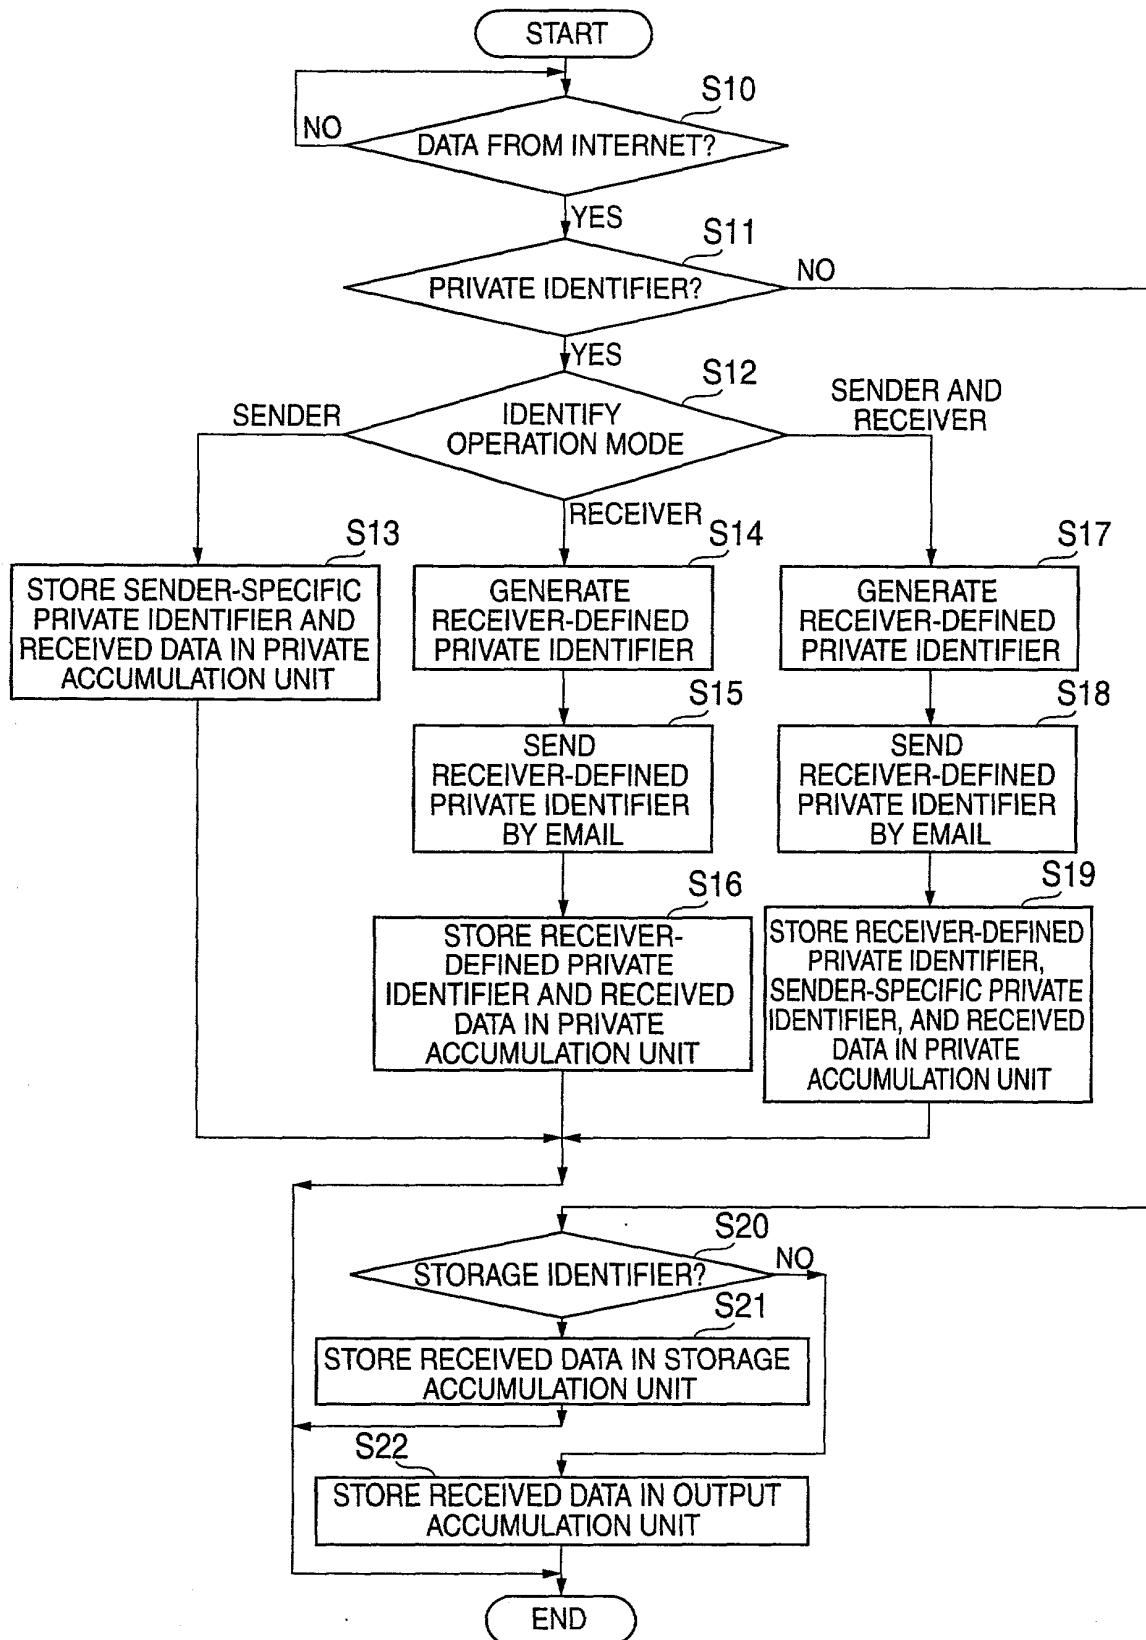 START
S10
NO
DATA FROM INTERNET?
YES
S11
NO
PRIVATE IDENTIFIER?
YES
S12
SENDER
IDENTIFY
OPERATION MODE
SENDER AND
RECEIVER
RECEIVER
S13
STORE SENDER-SPECIFIC
PRIVATE IDENTIFIER AND
RECEIVED DATA IN PRIVATE
ACCUMULATION UNIT
S14
GENERATE
RECEIVER-DEFINED
PRIVATE IDENTIFIER
S15
SEND
RECEIVER-DEFINED
PRIVATE IDENTIFIER
BY EMAIL
S16
STORE RECEIVER-
DEFINED PRIVATE
IDENTIFIER AND RECEIVED
DATA IN PRIVATE
ACCUMULATION UNIT
S17
GENERATE
RECEIVER-DEFINED
PRIVATE IDENTIFIER
S18
SEND
RECEIVER-DEFINED
PRIVATE IDENTIFIER
BY EMAIL
S19
STORE RECEIVER-DEFINED
PRIVATE IDENTIFIER,
SENDER-SPECIFIC PRIVATE
IDENTIFIER, AND RECEIVED
DATA IN PRIVATE
ACCUMULATION UNIT
S20
STORAGE IDENTIFIER?
NO
S21
STORE RECEIVED DATA IN STORAGE
ACCUMULATION UNIT
S22
STORE RECEIVED DATA IN OUTPUT
ACCUMULATION UNIT
END